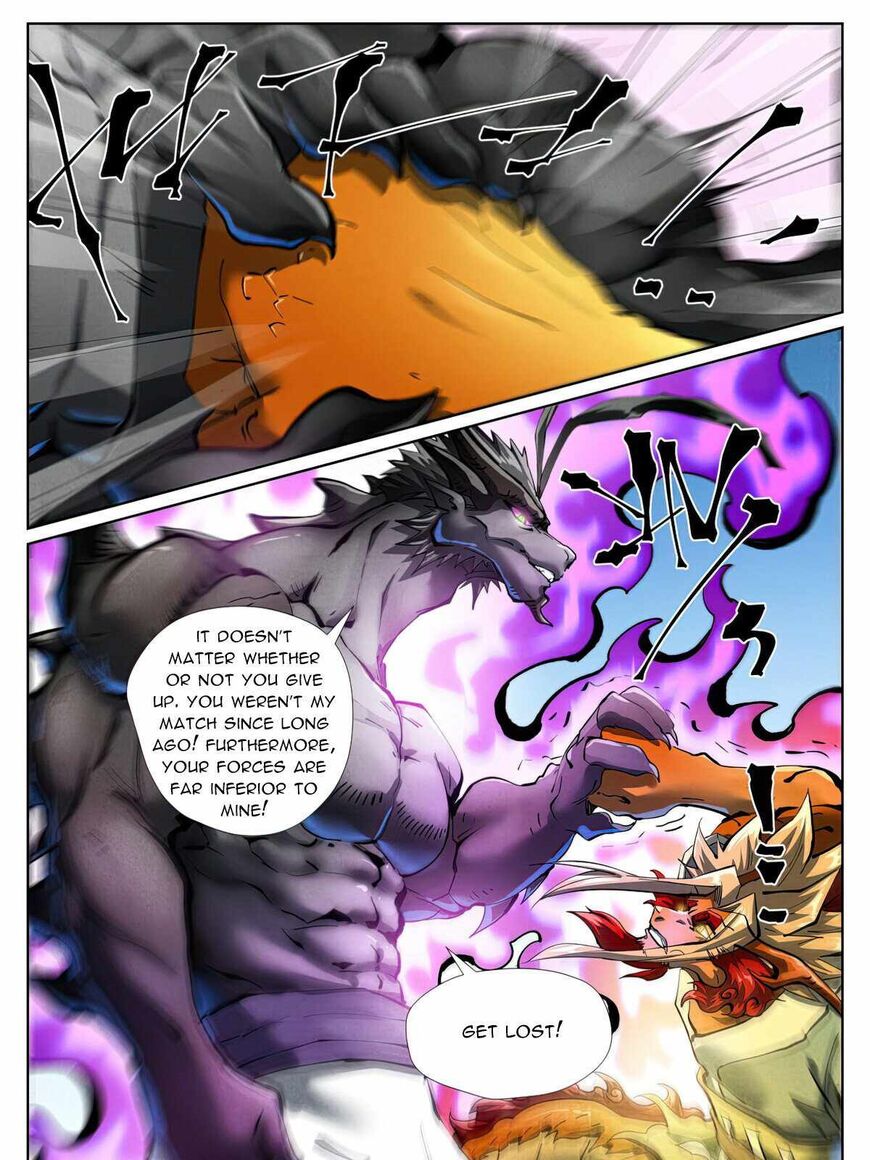 IT DOESN'T
MATTER WHETHER
OR NOT YOU GIVE
UP. YOU WEREN'T MY
MATCH SINCE LONG
AGO! FURTHERMORE,
YOUR FORCES ARE
FAR INFERIOR TO
MINE!
GET LOST!